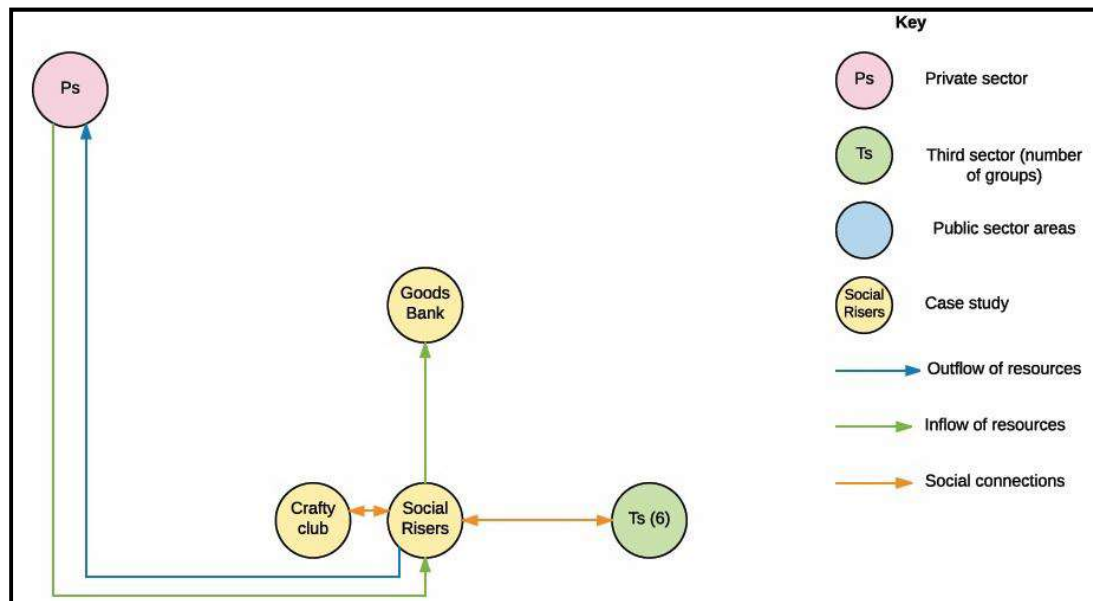 Key
Ps
Ps
Private sector
Ts
Third sector (number
of groups)
Public sector areas
Goods
Bank
Social
Risers
Case study
Outflow of resources
Inflow of resources
Social connections
Crafty
club
Social
Risers
Ts (6)